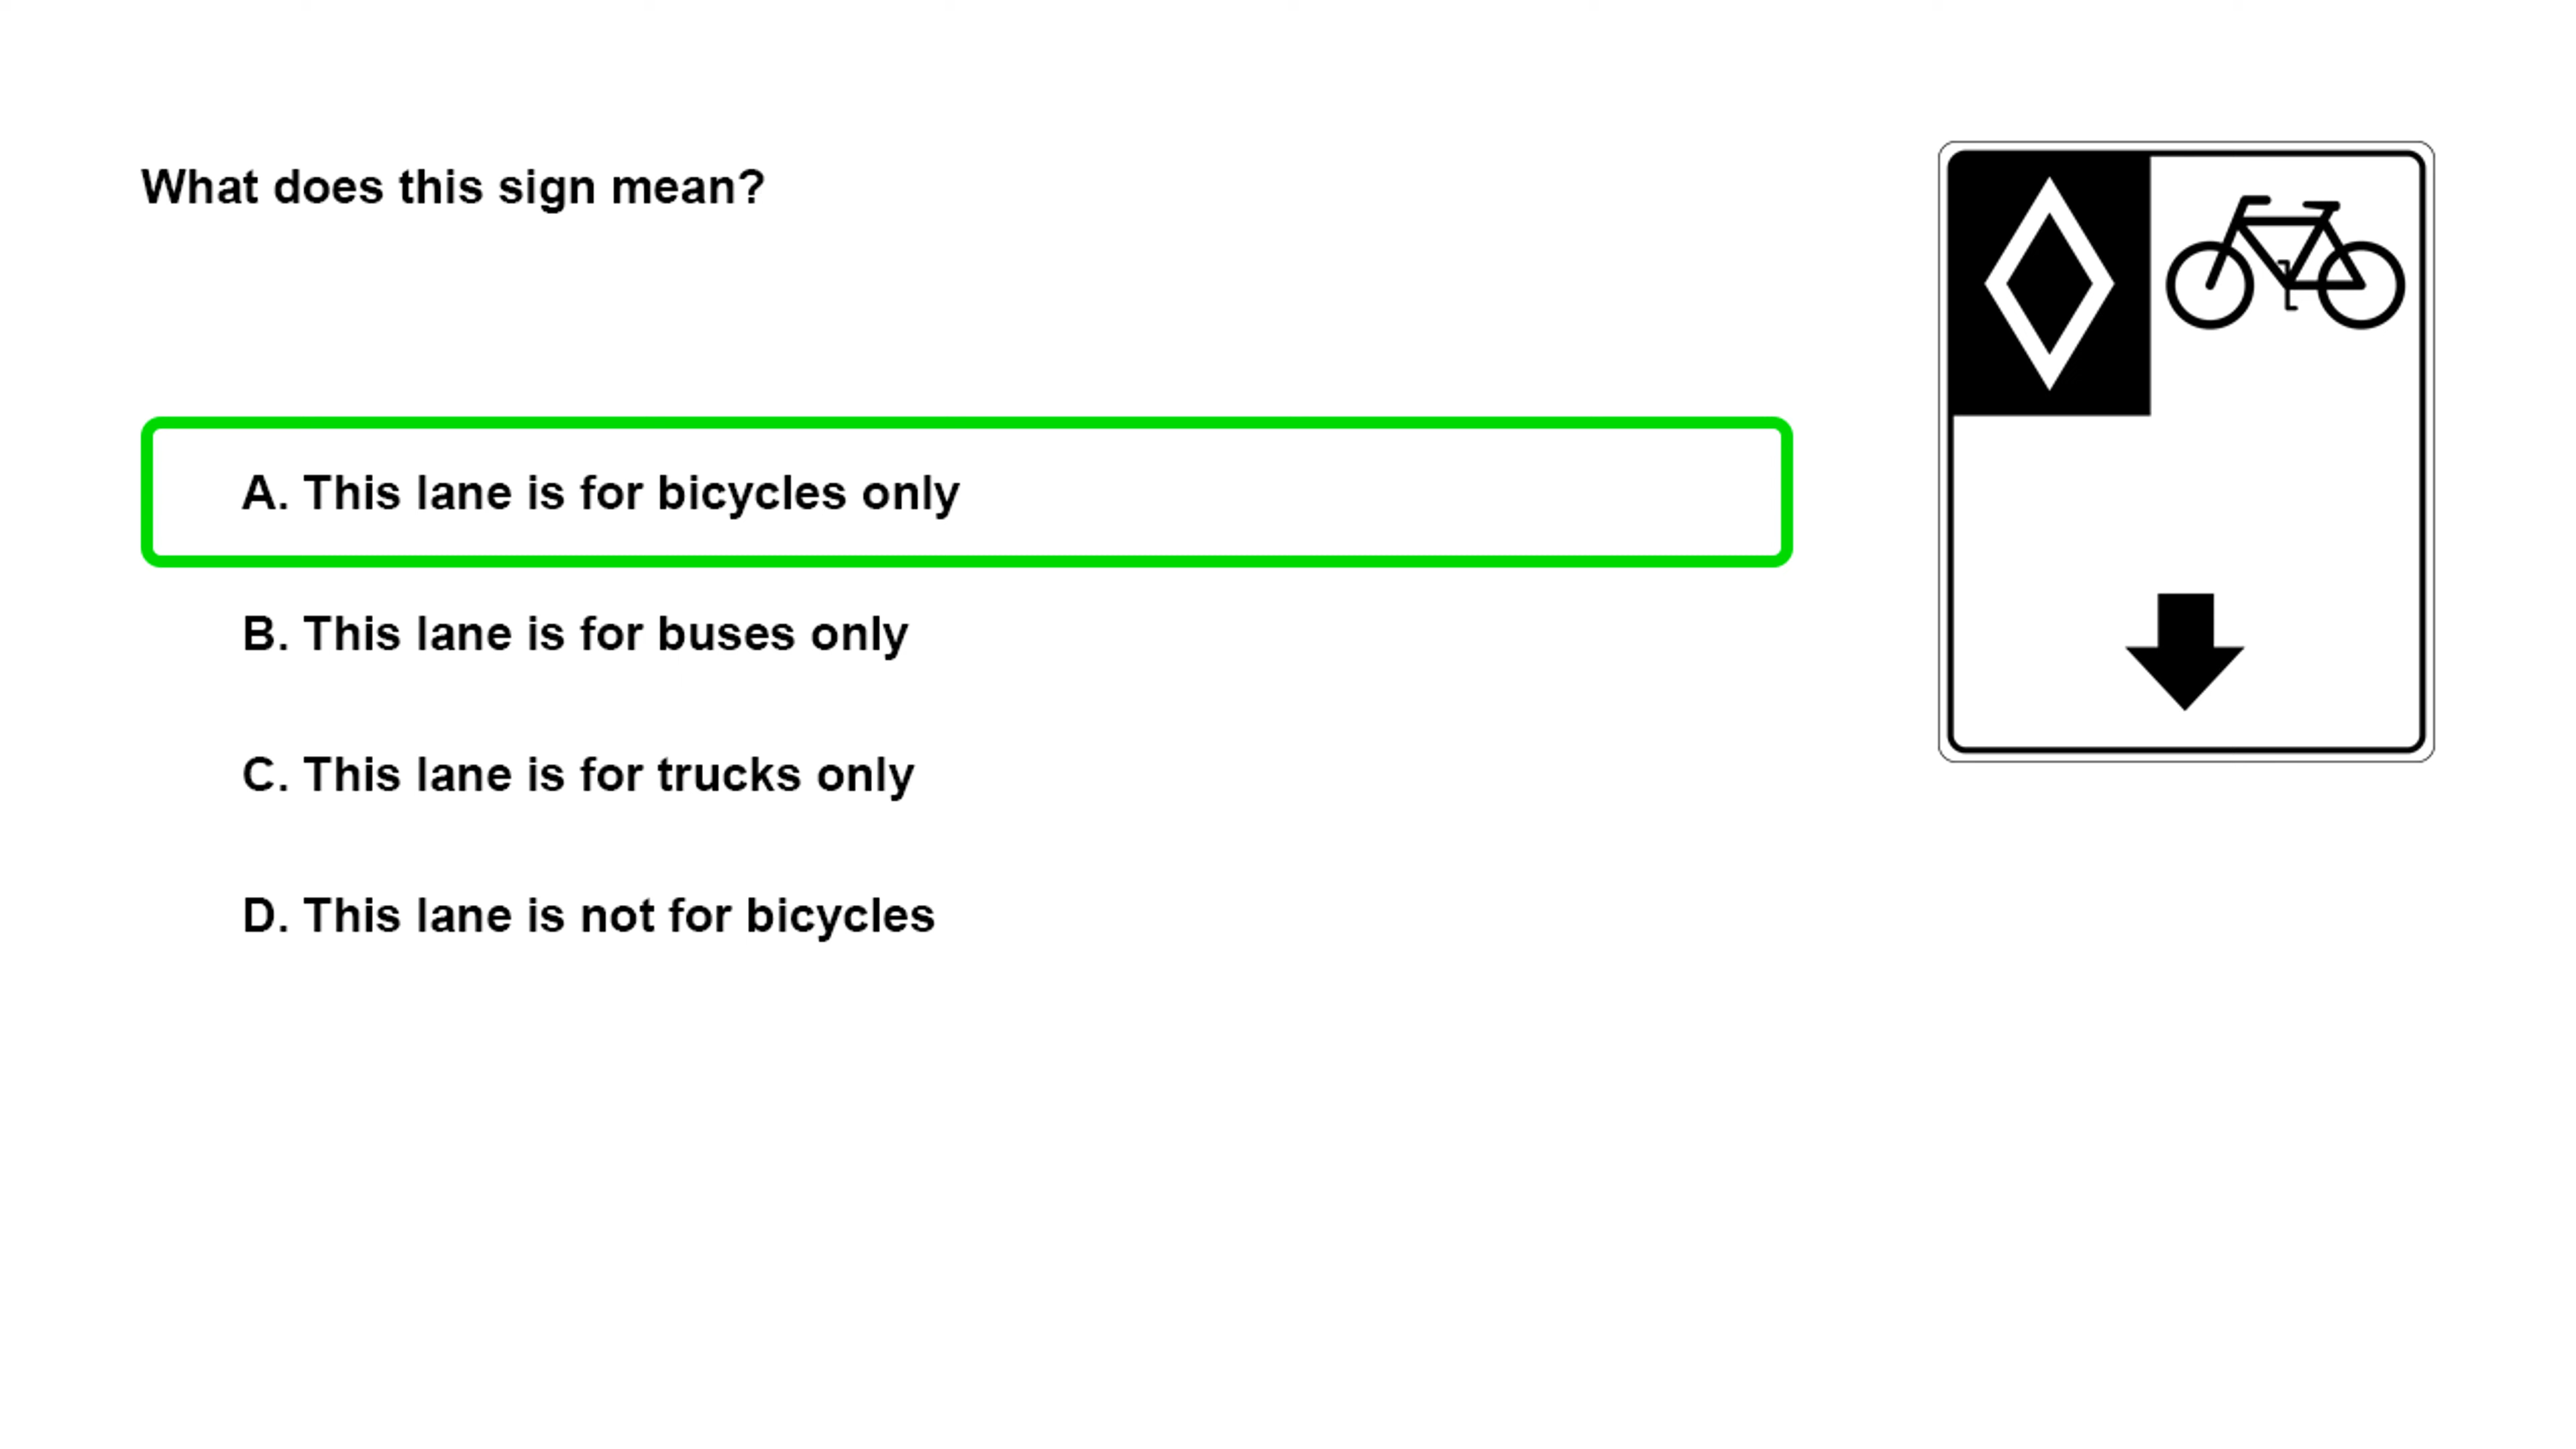 What does this sign mean?
A. This lane is for bicycles only
B. This lane is for buses only
C. This lane is for trucks only
D. This lane is not for bicycles